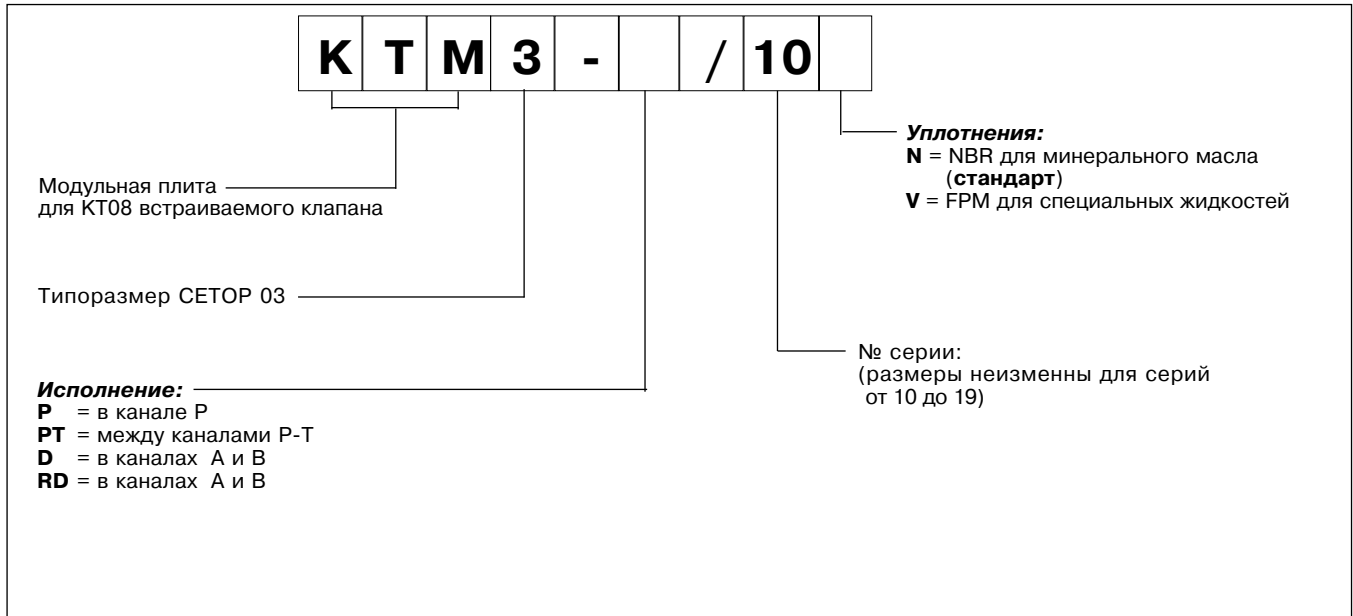 K T M 3 - / 10
Уплотнения:
N = NBR для минерального масла
(стандарт)
V = FPM для специальных жидкостей
Модульная плита
для KT08 встраиваемого клапана
Типоразмер CETOP 03
№ серии:
(размеры неизменны для серий
от 10 до 19)
Исполнение:
P = в канале P
PT = между каналами P-T
D = в каналах A и B
RD = в каналах A и B